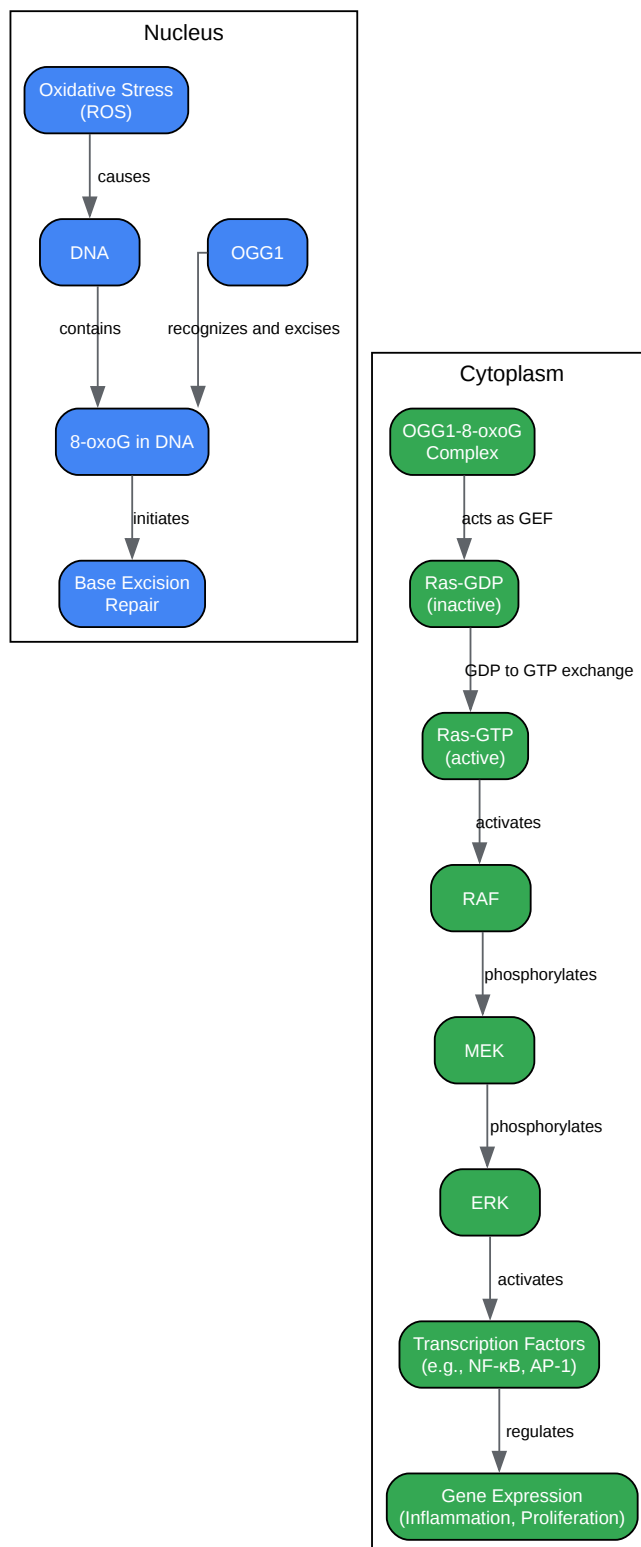 Nucleus
Oxidative Stress
(ROS)
causes
DNA
OGG1
contains
recognizes and excises
8-oxoG in DNA
initiates
Base Excision
Repair
Cytoplasm
OGG1-8-oxoG
Complex
acts as GEF
Ras-GDP
(inactive)
GDP to GTP exchange
Ras-GTP
(active)
activates
RAF
phosphorylates
MEK
phosphorylates
ERK
activates
Transcription Factors
(e.g., NF-κB, AP-1)
regulates
Gene Expression
(Inflammation, Proliferation)